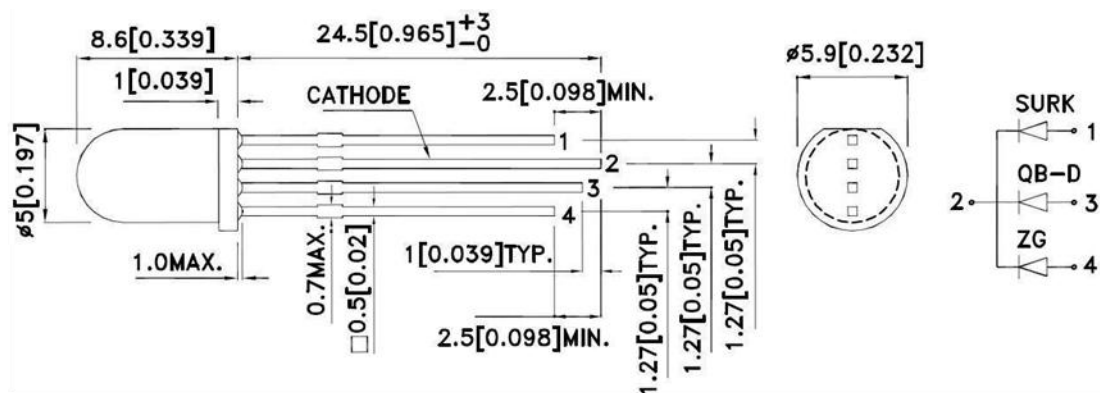 8.6[0.339]
24.5[0.965]+3 -0
1[0.039]
CATHODE
2.5[0.098]MIN.
ø5.9[0.232]
SURK
1
2
3
4
ø5[0.197]
QB-D
2
1
3
ZG
4
1.0MAX.
0.7MAX.
□0.5[0.02]
1[0.039]TYP.
2.5[0.098]MIN.
1.27[0.05]TYP.
1.27[0.05]TYP.
1.27[0.05]TYP.